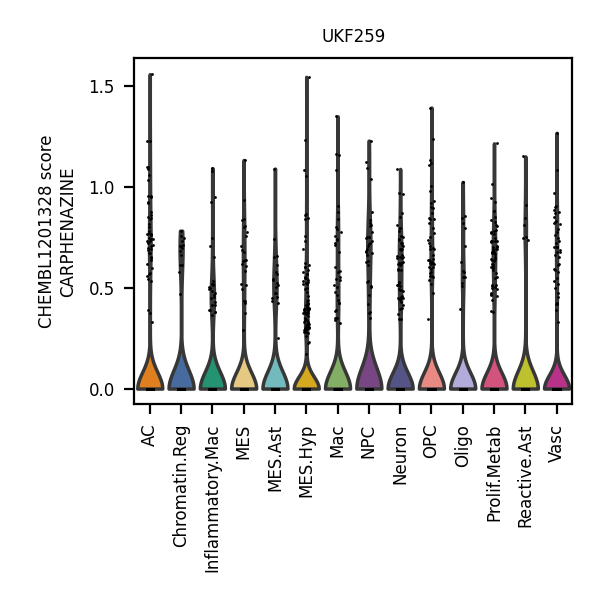 UKF259
CHEMBL1201328 score
CARPHENAZINE
1.5
1.0
0.5
0.0
AC
Chromatin.Reg
Inflammatory.Mac
MES
MES.Ast
MES.Hyp
Mac
NPC
Neuron
OPC
Oligo
Prolif.Metab
Reactive.Ast
Vasc